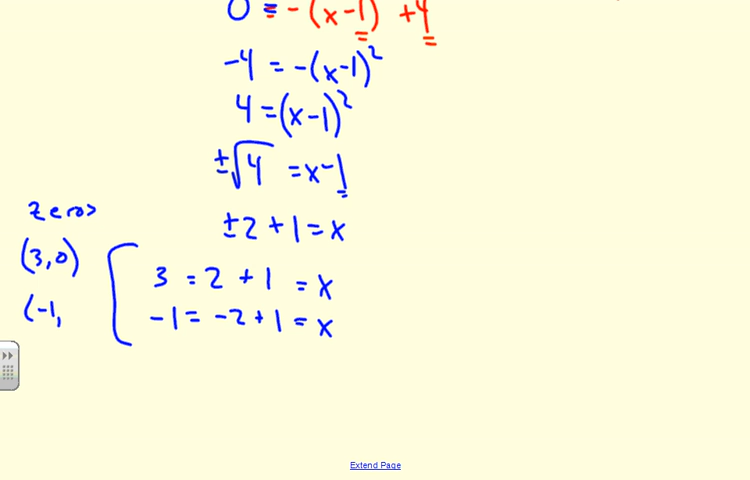 0 = -(x-1) +4
-4 = -(x-1)²
4 = (x-1)²
±√4 = x-1
±2 + 1 = x
zeros
(3,0)
(-1,
3 = 2 + 1 = x
-1 = -2 + 1 = x
Extend Page